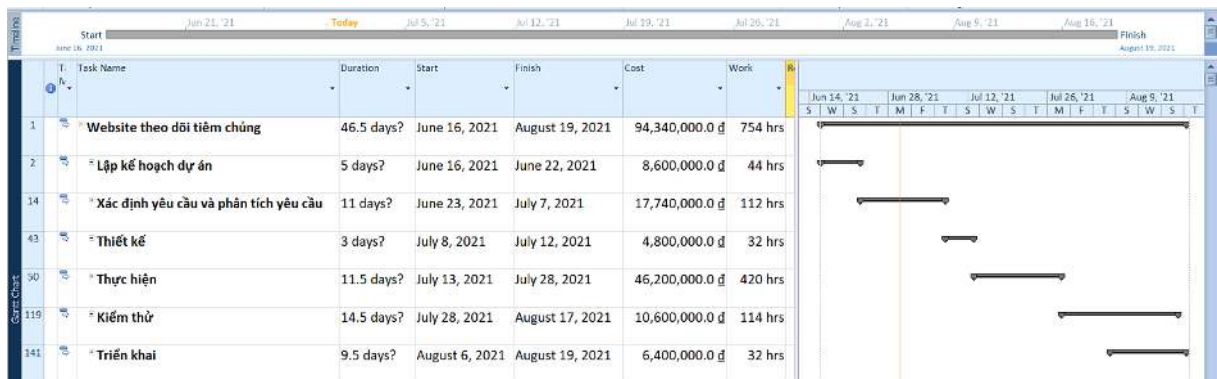 Timeline
Jun 21, '21 Today Jul 5, '21 Jul 12, '21 Jul 19, '21 Jul 26, '21 Aug 2, '21 Aug 9, '21 Aug 16, '21
Start Finish
June 16, 2021 August 19, 2021
Task Name Duration Start Finish Cost Work
Jun 14, '21 Jun 28, '21 Jul 12, '21 Jul 26, '21 Aug 9, '21
S W S T M F T S W S T M F T S W S T
1 Website theo dõi tiêm chủng 46.5 days? June 16, 2021 August 19, 2021 94,340,000.0 ₫ 754 hrs
2 Lập kế hoạch dự án 5 days? June 16, 2021 June 22, 2021 8,600,000.0 ₫ 44 hrs
14 Xác định yêu cầu và phân tích yêu cầu 11 days? June 23, 2021 July 7, 2021 17,740,000.0 ₫ 112 hrs
43 Thiết kế 3 days? July 8, 2021 July 12, 2021 4,800,000.0 ₫ 32 hrs
50 Thực hiện 11.5 days? July 13, 2021 July 28, 2021 46,200,000.0 ₫ 420 hrs
119 Kiểm thử 14.5 days? July 28, 2021 August 17, 2021 10,600,000.0 ₫ 114 hrs
141 Triển khai 9.5 days? August 6, 2021 August 19, 2021 6,400,000.0 ₫ 32 hrs
Gantt Chart